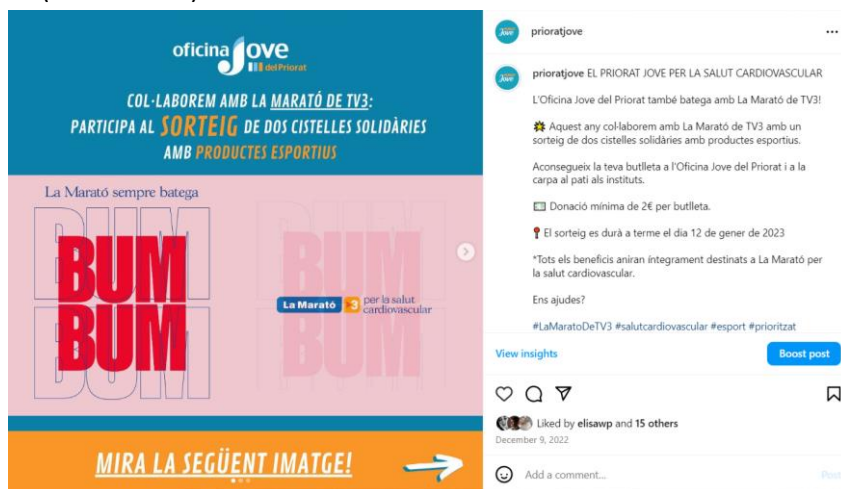 oficina Jove
del Priorat
COL·LABOREM AMB LA MARATÓ DE TV3:
PARTICIPA AL SORTEIG DE DOS CISTELLES SOLIDÀRIES
AMB PRODUCTES ESPORTIUS
La Marató sempre batega
BUM
BUM
BUM
BUM
La Marató 3 per la salut
cardiovascular
MIRA LA SEGÜENT IMATGE!
prioratjove
prioratjove EL PRIORAT JOVE PER LA SALUT CARDIOVASCULAR
L'Oficina Jove del Priorat també batega amb La Marató de TV3!
Aquest any col·laborem amb La Marató de TV3 amb un
sorteig de dos cistelles solidàries amb productes esportius.
Aconsegueix la teva butlleta a l'Oficina Jove del Priorat i a la
carpa al pati als instituts.
Donació mínima de 2€ per butlleta.
El sorteig es durà a terme el dia 12 de gener de 2023
*Tots els beneficis aniran íntegrament destinats a La Marató per
la salut cardiovascular.
Ens ajudes?
#LaMaratoDeTV3 #salutcardiovascular #esport #prioritzat
View insights
Boost post
Liked by elisawp and 15 others
December 9, 2022
Add a comment...
Post